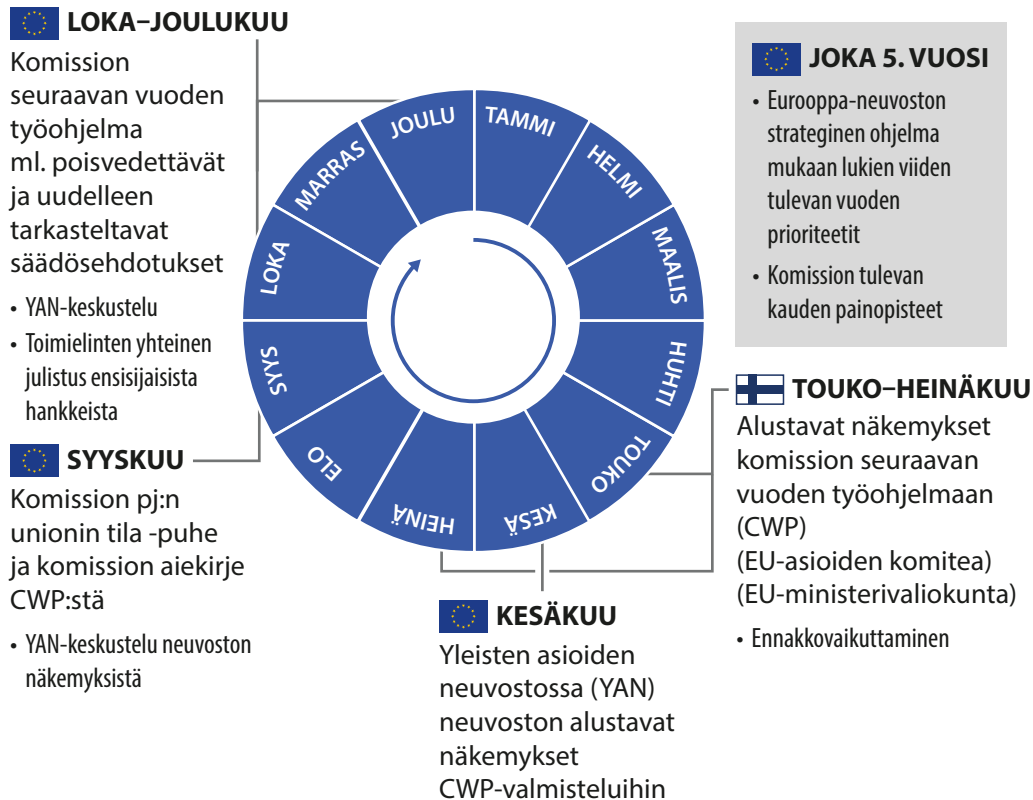 LOKA–JOULUKUU
Komission
seuraavan vuoden
työohjelma
ml. poisvedettävät
ja uudelleen
tarkasteltavat
säädösehdotukset
• YAN-keskustelu
• Toimielinten yhteinen
julistus ensisijaisista
hankkeista
SYYSKUU
Komission pj:n
unionin tila -puhe
ja komission aiekirje
CWP:stä
• YAN-keskustelu neuvoston
näkemyksistä
TAMMI
HELMI
MAALIS
HUHTI
TOUKO
KESÄ
HEINÄ
ELO
SYYS
LOKA
MARRAS
JOULU
KESÄKUU
Yleisten asioiden
neuvostossa (YAN)
neuvoston alustavat
näkemykset
CWP-valmisteluihin
JOKA 5. VUOSI
• Eurooppa-neuvoston
strateginen ohjelma
mukaan lukien viiden
tulevan vuoden
prioriteetit
• Komission tulevan
kauden painopisteet
TOUKO–HEINÄKUU
Alustavat näkemykset
komission seuraavan
vuoden työohjelmaan
(CWP)
(EU-asioiden komitea)
(EU-ministerivaliokunta)
• Ennakkovaikuttaminen